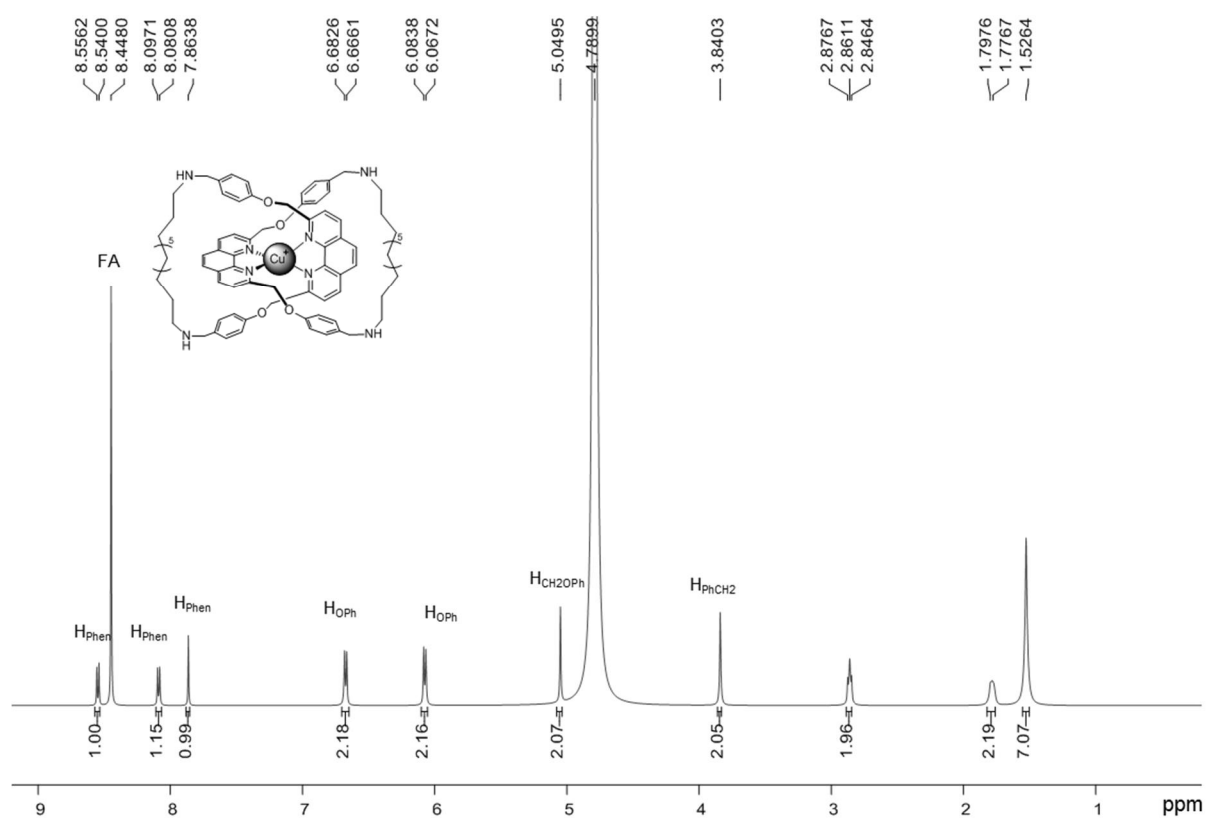 8.5562
8.5400
8.4480
8.0971
8.0808
7.8638
6.6826
6.6661
6.0838
6.0672
5.0495
4.7899
3.8403
2.8767
2.8611
2.8464
1.7976
1.7767
1.5264
HN
NH
O
O
5
N
N
Cu+
N
N
5
O
O
N
H
NH
FA
HPhen
HPhen
HPhen
HOPh
HOPh
HCH2OPh
HPhCH2
1.00
1.15
0.99
2.18
2.16
2.07
2.05
1.96
2.19
7.07
9 8 7 6 5 4 3 2 1 ppm